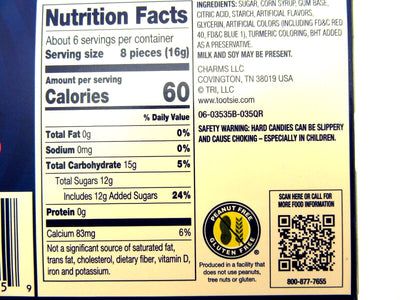 Nutrition Facts
About 6 servings per container
Serving size 8 pieces (16g)
Amount per serving
Calories 60
% Daily Value
Total Fat 0g 0%
Sodium 0mg 0%
Total Carbohydrate 15g 5%
Total Sugars 12g
Includes 12g Added Sugars 24%
Protein 0g
Calcium 83mg 6%
Not a significant source of saturated fat,
trans fat, cholesterol, dietary fiber, vitamin D,
iron and potassium.
5 9
INGREDIENTS: SUGAR, CORN SYRUP, GUM BASE,
CITRIC ACID, STARCH, ARTIFICIAL FLAVORS,
GLYCERIN, ARTIFICIAL COLORS (INCLUDING FD&C RED
40, FD&C BLUE 1), TURMERIC COLORING, BHT ADDED
AS A PRESERVATIVE.
MILK AND SOY MAY BE PRESENT.
CHARMS LLC
COVINGTON, TN 38019 USA
© TRI, LLC
www.tootsie.com
06-03535B-035QR
SAFETY WARNING: HARD CANDIES CAN BE SLIPPERY
AND CAUSE CHOKING – ESPECIALLY IN CHILDREN.
PEANUT FREE
GLUTEN FREE
Produced in a facility that
does not use peanuts,
tree nuts or gluten.
SCAN HERE OR CALL FOR
MORE FOOD INFORMATION
800-877-7655